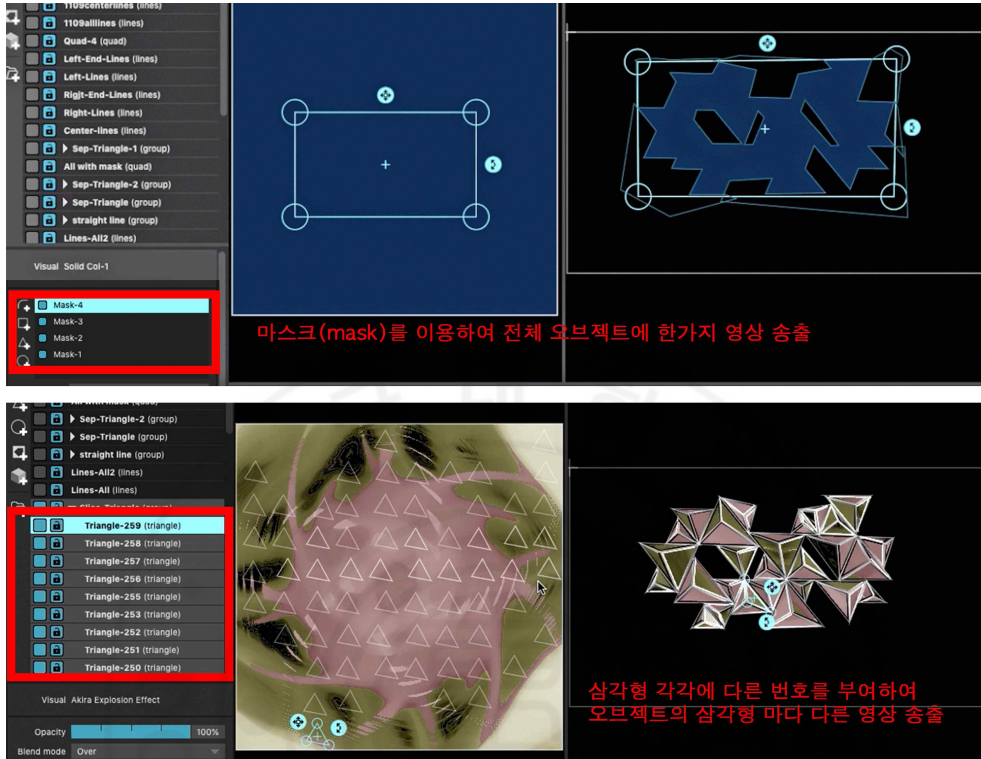 1109centerlines (lines)
1109alllines (lines)
Quad-4 (quad)
Left-End-Lines (lines)
Left-Lines (lines)
Rigjt-End-Lines (lines)
Right-Lines (lines)
Center-lines (lines)
Sep-Triangle-1 (group)
All with mask (quad)
Sep-Triangle-2 (group)
Sep-Triangle (group)
straight line (group)
Lines-All2 (lines)
Visual Solid Col-1
Mask-4
Mask-3
Mask-2
Mask-1
마스크(mask)를 이용하여 전체 오브젝트에 한가지 영상 송출
All with mask (quad)
Sep-Triangle-2 (group)
Sep-Triangle (group)
straight line (group)
Lines-All2 (lines)
Lines-All (lines)
Slice-Triangle (group)
Triangle-259 (triangle)
Triangle-258 (triangle)
Triangle-257 (triangle)
Triangle-256 (triangle)
Triangle-255 (triangle)
Triangle-253 (triangle)
Triangle-252 (triangle)
Triangle-251 (triangle)
Triangle-250 (triangle)
Visual Akira Explosion Effect
Opacity 100%
Blend mode Over
삼각형 각각에 다른 번호를 부여하여
오브젝트의 삼각형 마다 다른 영상 송출